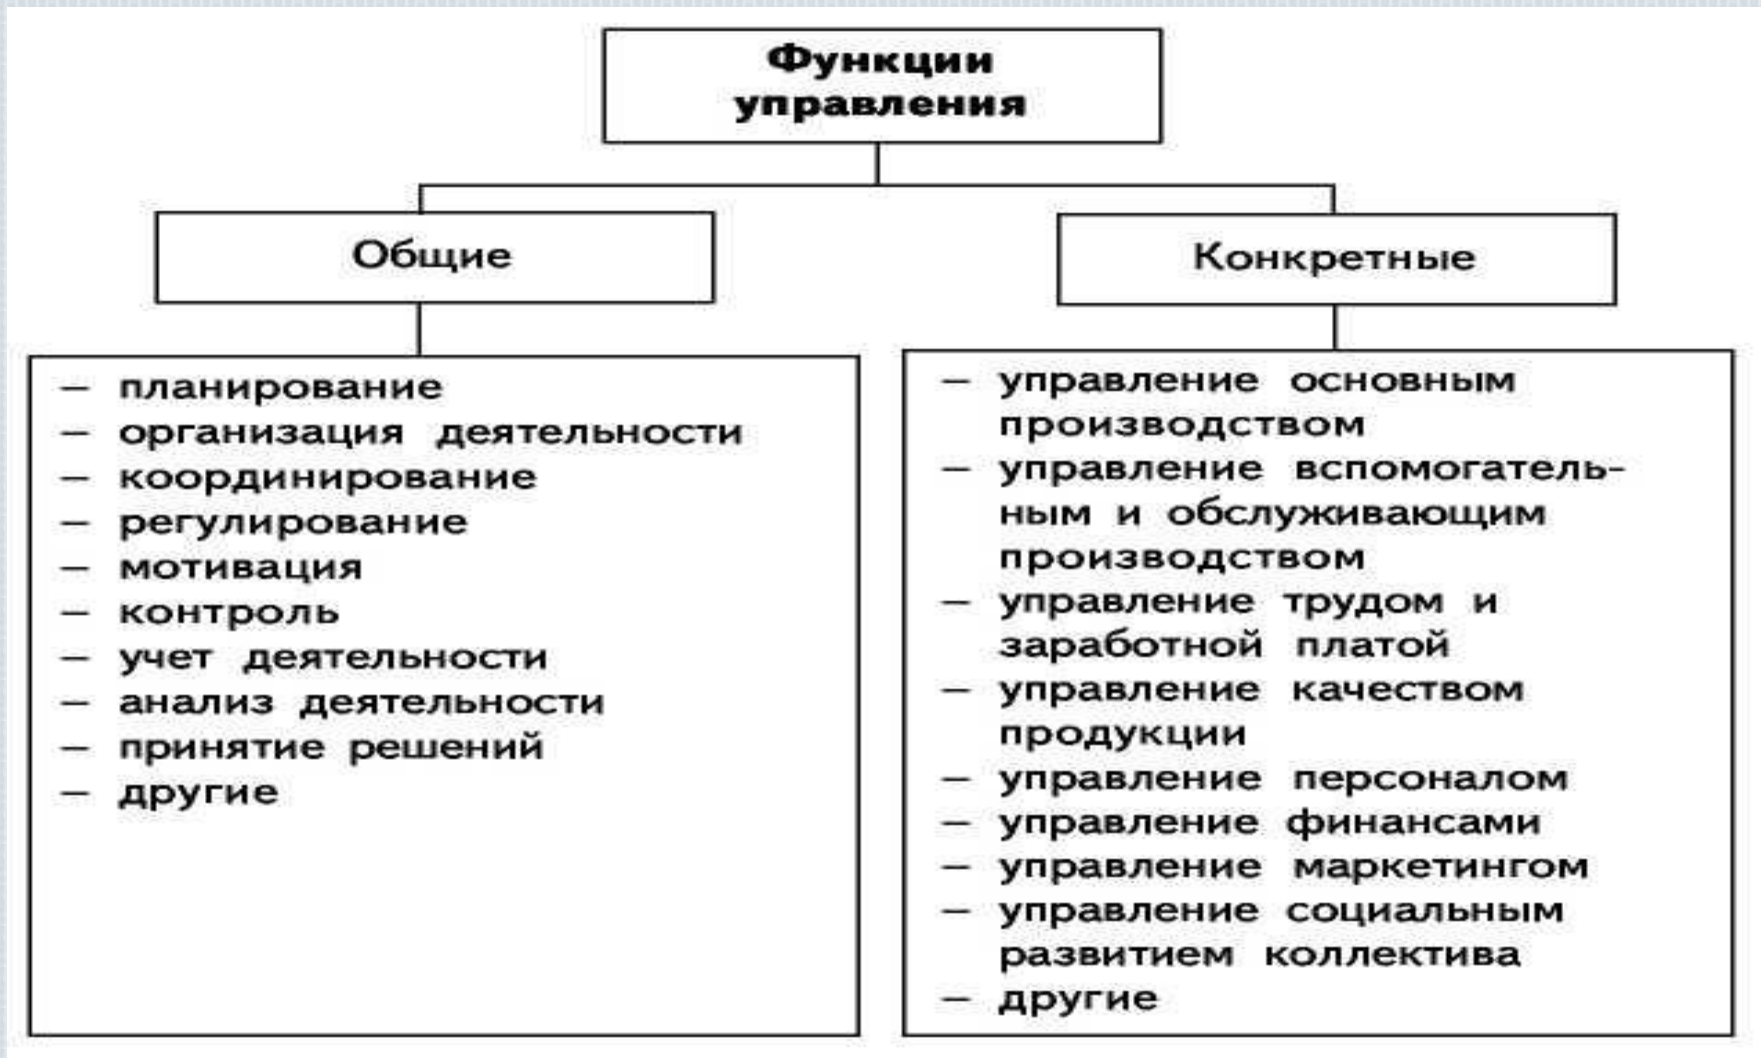 Функции
управления
Общие
Конкретные
– планирование
– организация деятельности
– координирование
– регулирование
– мотивация
– контроль
– учет деятельности
– анализ деятельности
– принятие решений
– другие
– управление основным
производством
– управление вспомогатель-
ным и обслуживающим
производством
– управление трудом и
заработной платой
– управление качеством
продукции
– управление персоналом
– управление финансами
– управление маркетингом
– управление социальным
развитием коллектива
– другие